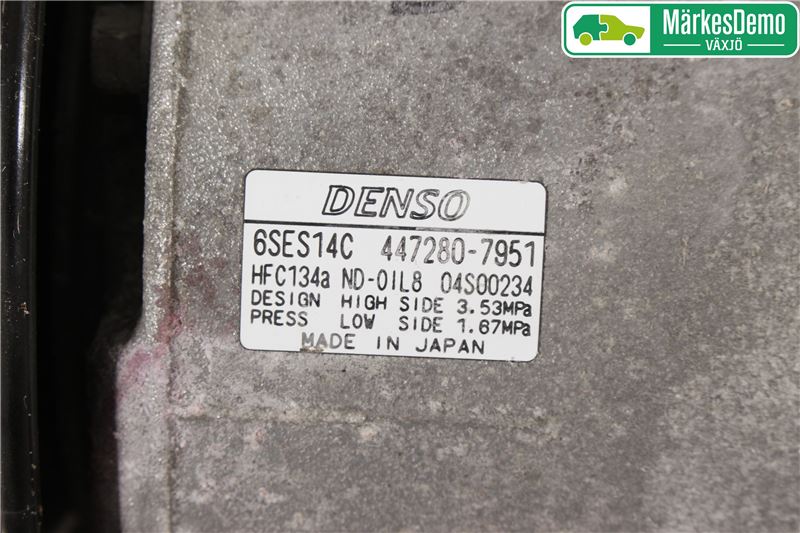 MärkesDemo
VÄXJÖ
DENSO
6SES14C 447280-7951
HFC134a ND-OIL8 04S00234
DESIGN HIGH SIDE 3.53MPa
PRESS LOW SIDE 1.67MPa
MADE IN JAPAN